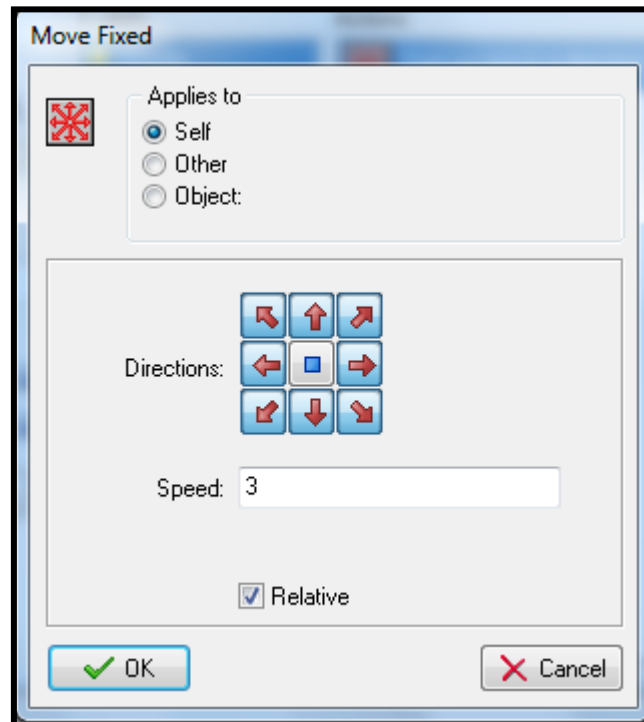 Move Fixed
Applies to
Self
Other
Object:
Directions:
Speed: 3
Relative
OK
Cancel